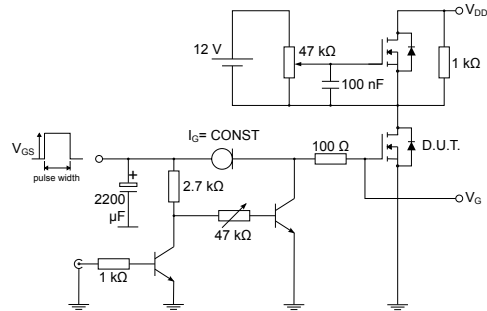 V_DD
12 V
47 kΩ
1 kΩ
100 nF
I_G= CONST
100 Ω
D.U.T.
V_GS
pulse width
+
2200
μF
2.7 kΩ
V_G
47 kΩ
1 kΩ